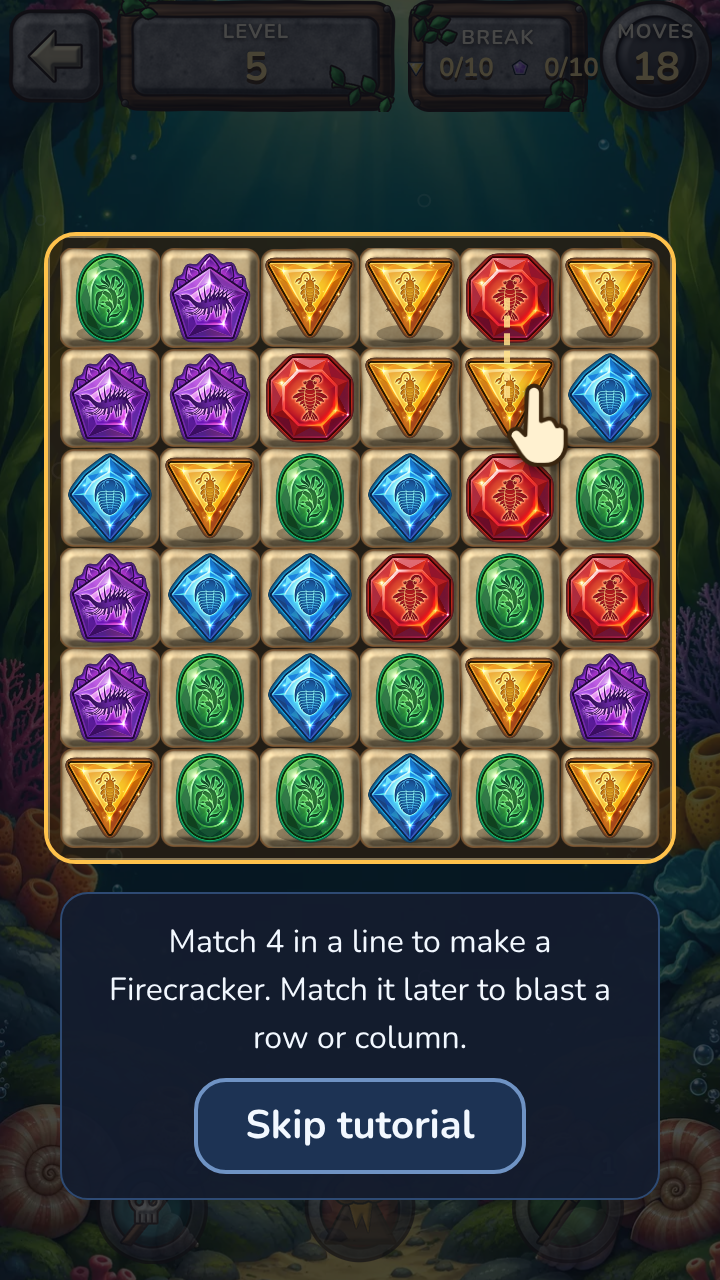 LEVEL
5
BREAK
0/10 0/10
MOVES
18
Match 4 in a line to make a
Firecracker. Match it later to blast a
row or column.
Skip tutorial